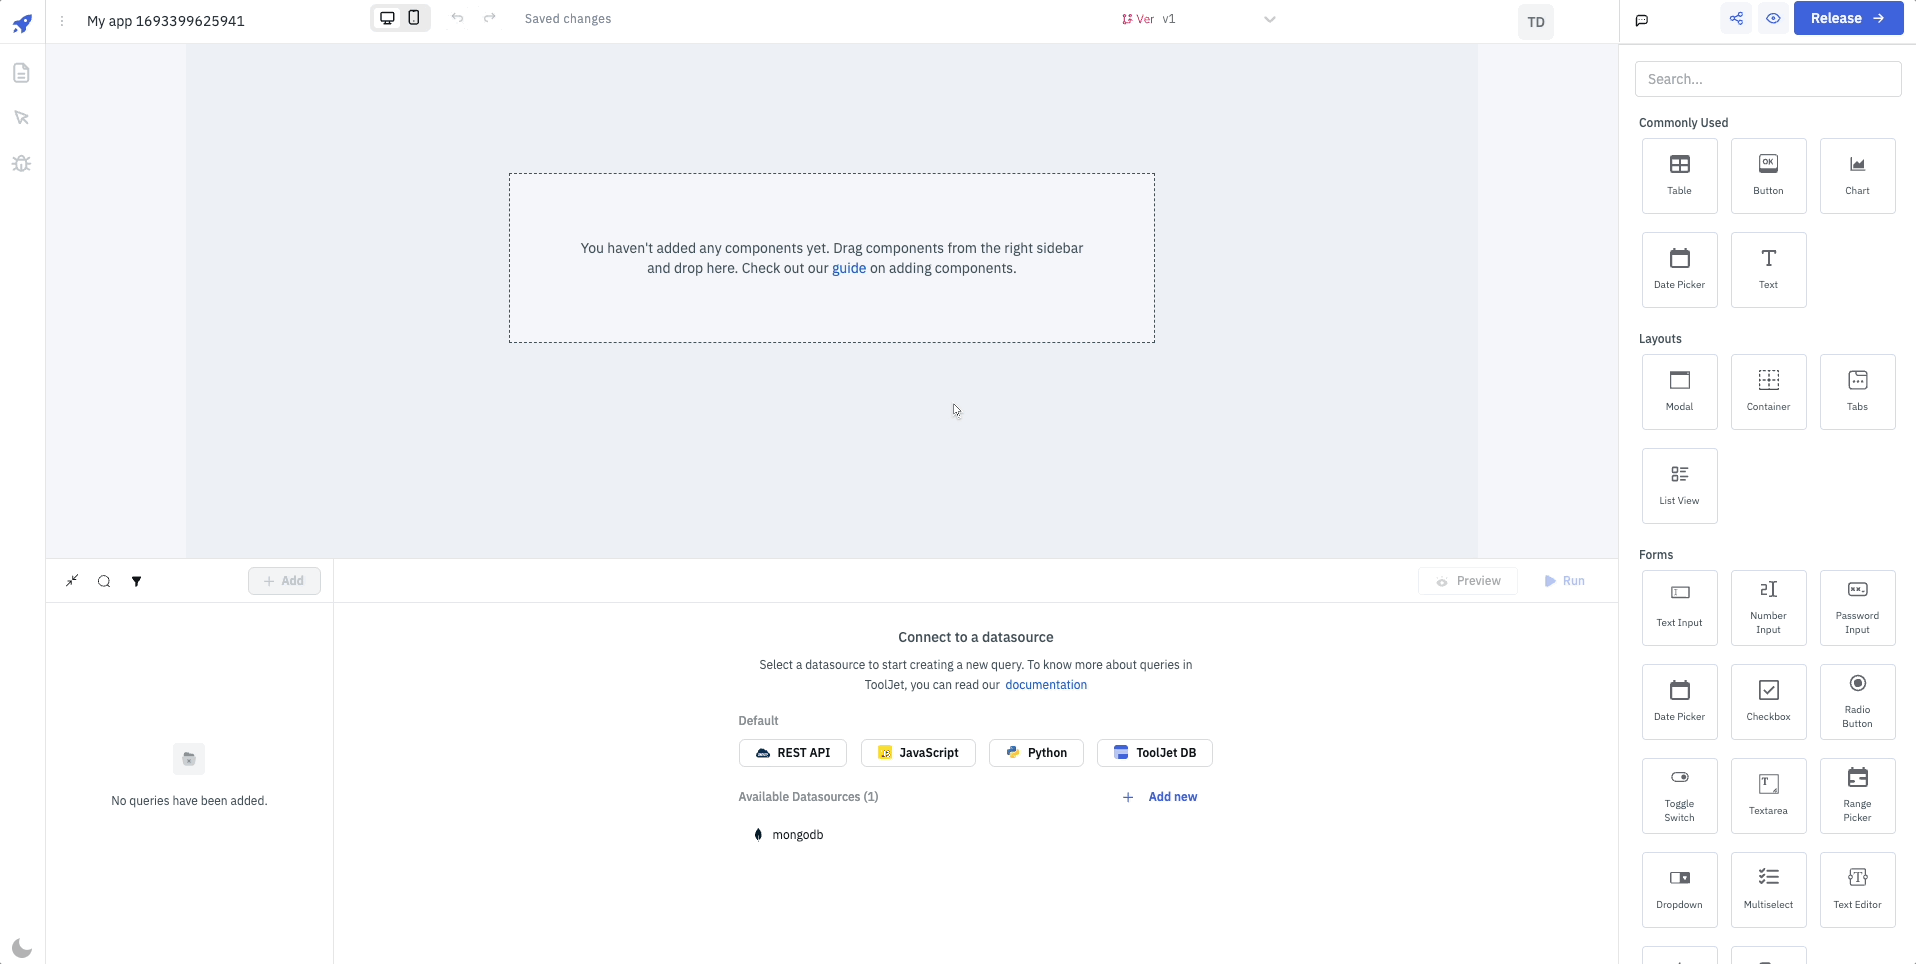 My app 1693399625941
Saved changes
Ver v1
TD
Release
Search...
Commonly Used
Table
Button
Chart
Date Picker
Text
Layouts
Modal
Container
Tabs
List View
Forms
Text Input
Number
Input
Password
Input
Date Picker
Checkbox
Radio
Button
Toggle
Switch
Textarea
Range
Picker
Dropdown
Multiselect
Text Editor
You haven't added any components yet. Drag components from the right sidebar
and drop here. Check out our guide on adding components.
+ Add
Preview
Run
No queries have been added.
Connect to a datasource
Select a datasource to start creating a new query. To know more about queries in
ToolJet, you can read our documentation
Default
REST API
JavaScript
Python
ToolJet DB
Available Datasources (1)
+ Add new
mongodb